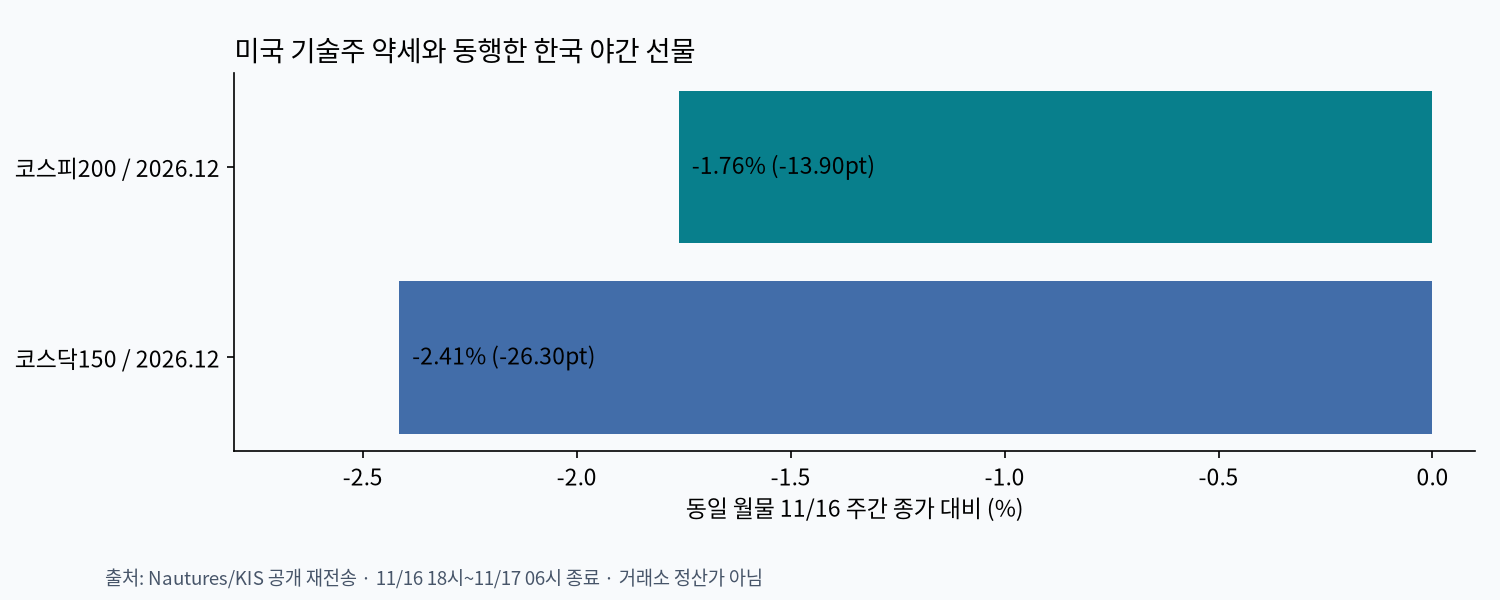 미국 기술주 약세와 동행한 한국 야간 선물
코스피200 / 2026.12
-1.76% (-13.90pt)
코스닥150 / 2026.12
-2.41% (-26.30pt)
-2.5 -2.0 -1.5 -1.0 -0.5 0.0
동일 월물 11/16 주간 종가 대비 (%)
출처: Nautures/KIS 공개 재전송 · 11/16 18시~11/17 06시 종료 · 거래소 정산가 아님